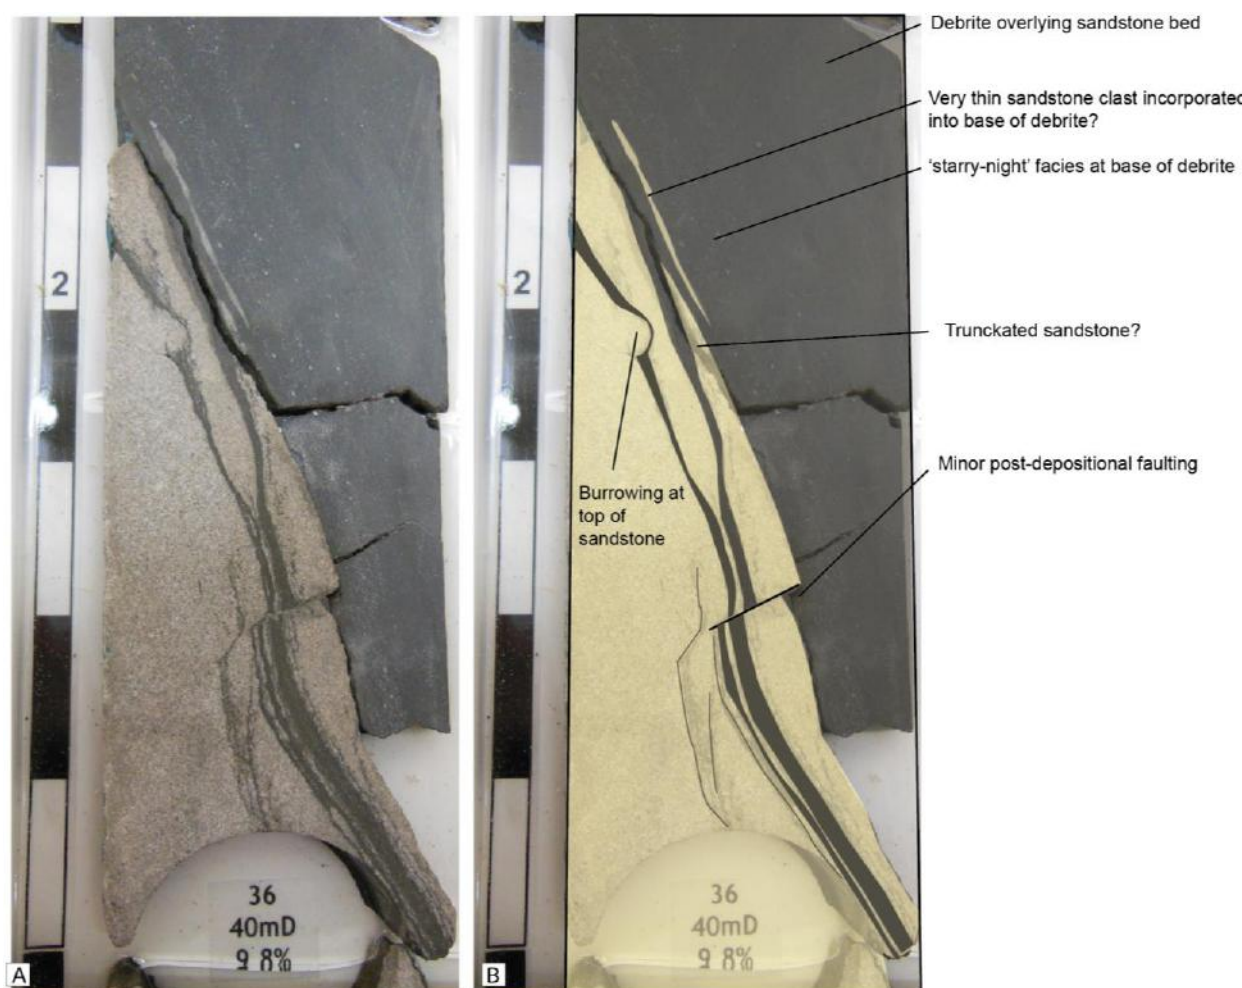 Debrite overlying sandstone bed
Very thin sandstone clast incorporated
into base of debrite?
‘starry-night’ facies at base of debrite
2
2
Trunckated sandstone?
Minor post-depositional faulting
Burrowing at
top of
sandstone
36
40mD
9.8%
36
40mD
9.8%
A
B